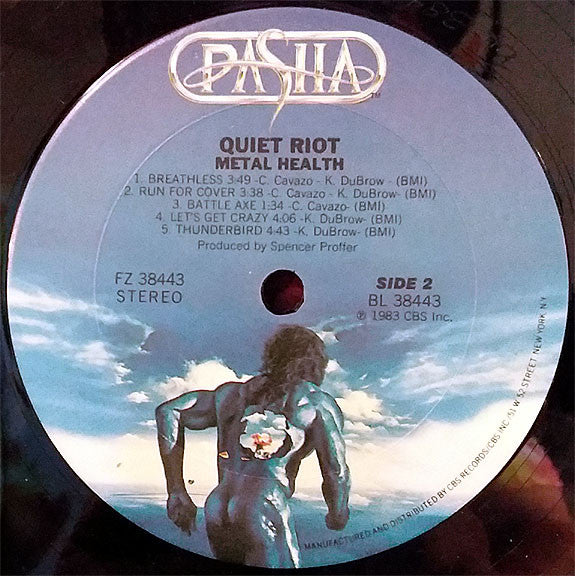 PASHA
TM
QUIET RIOT
METAL HEALTH
1. BREATHLESS 3:49 -C. Cavazo - K. DuBrow - (BMI)
2. RUN FOR COVER 3:38 -C. Cavazo - K. DuBrow - (BMI)
3. BATTLE AXE 1:34 -C. Cavazo- (BMI)
4. LET'S GET CRAZY 4:06 -K. DuBrow- (BMI)
5. THUNDERBIRD 4:43 -K. DuBrow- (BMI)
Produced by Spencer Proffer
FZ 38443
STEREO
SIDE 2
BL 38443
℗ 1983 CBS Inc.
MANUFACTURED AND DISTRIBUTED BY CBS RECORDS/CBS INC./51 W. 52 STREET, NEW YORK, N.Y.